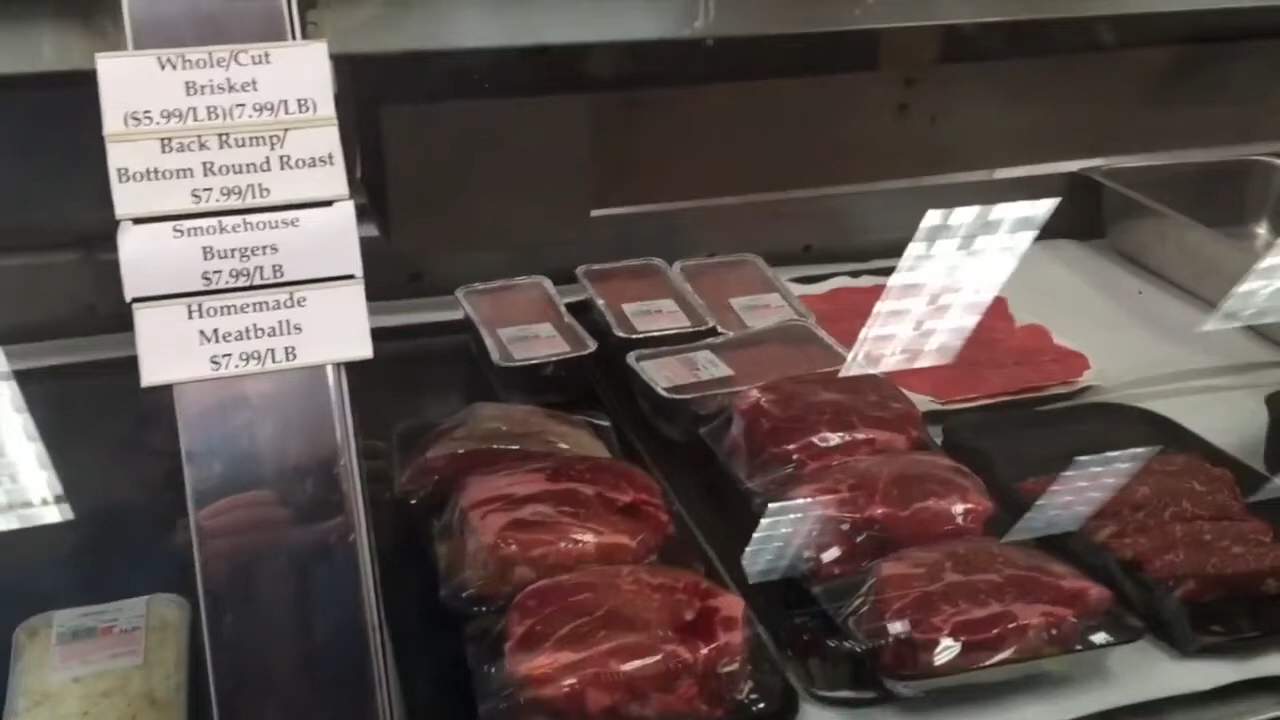 Whole/Cut
Brisket
($5.99/LB)(7.99/LB)
Back Rump/
Bottom Round Roast
$7.99/lb
Smokehouse
Burgers
$7.99/LB
Homemade
Meatballs
$7.99/LB